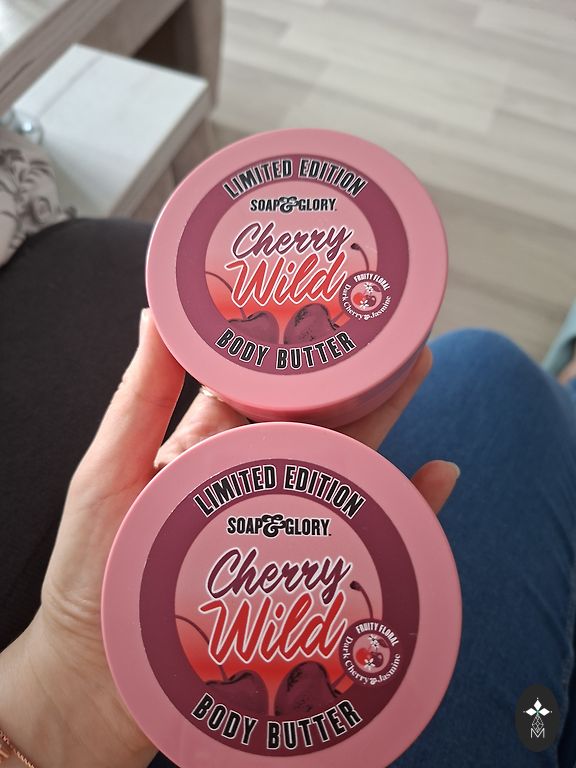 LIMITED EDITION
SOAP&GLORY.
Cherry
Wild
FRUITY FLORAL
Dark Cherry & Jasmine
BODY BUTTER
LIMITED EDITION
SOAP&GLORY.
Cherry
Wild
FRUITY FLORAL
Dark Cherry & Jasmine
BODY BUTTER
M